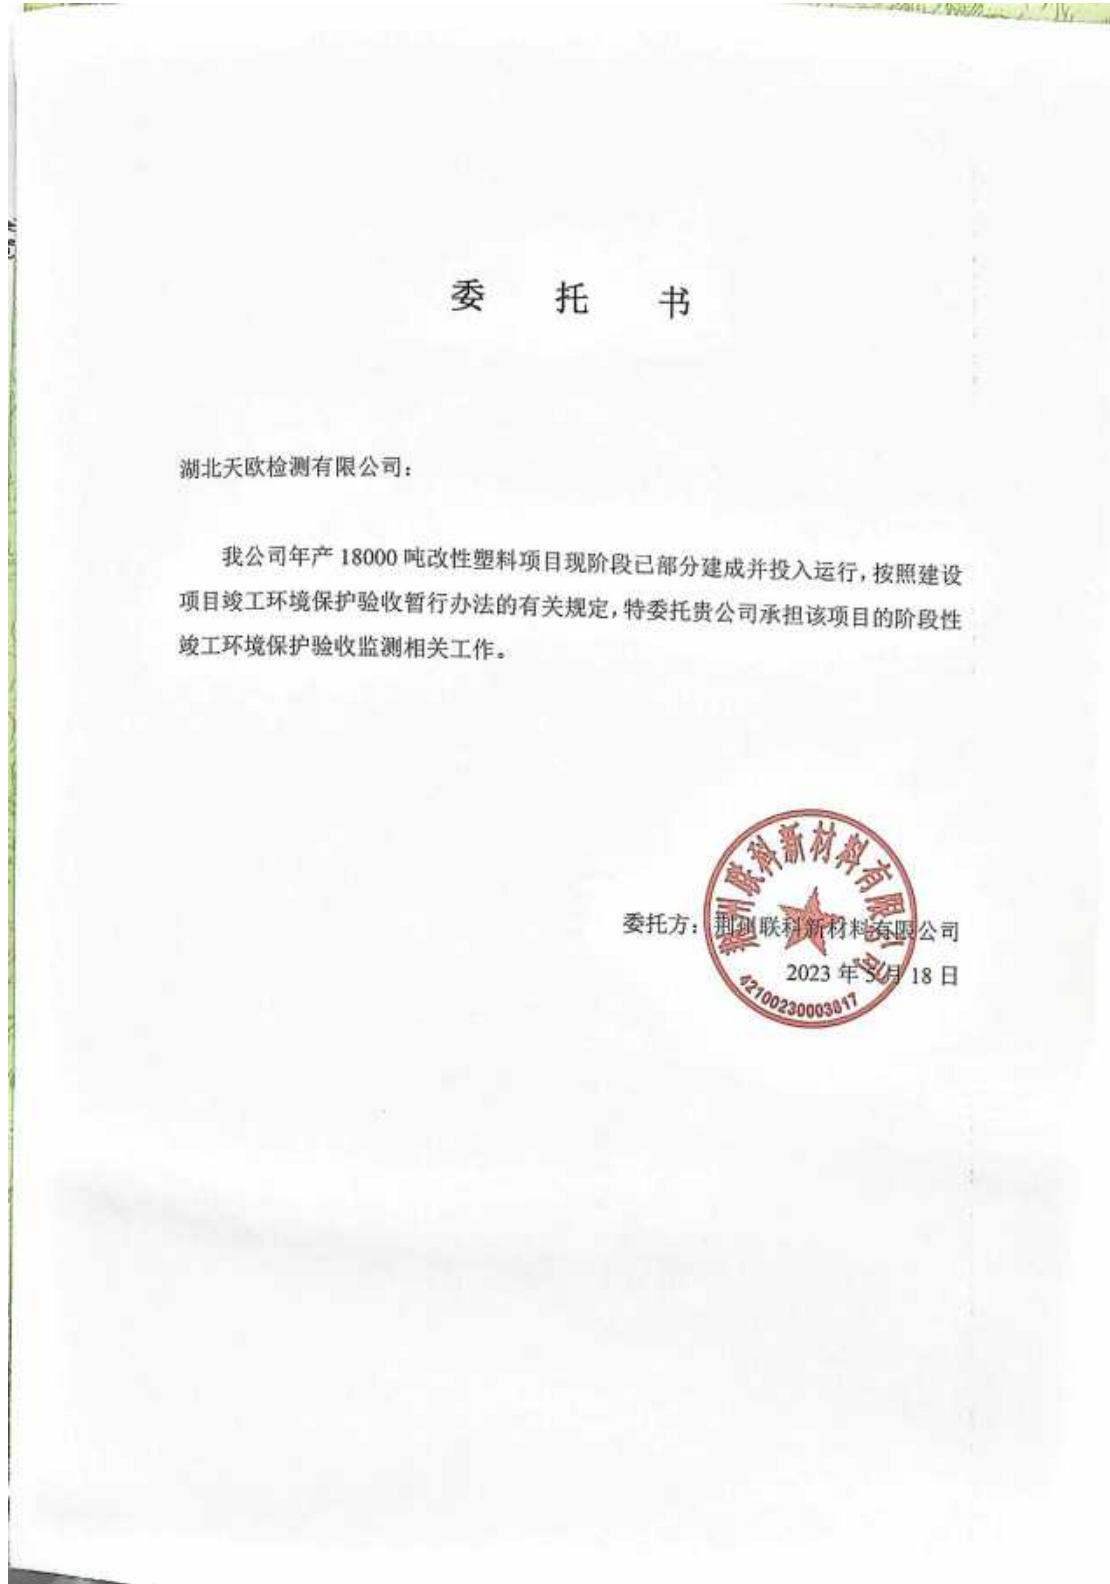 委 托 书
湖北天欧检测有限公司：
我公司年产 18000 吨改性塑料项目现阶段已部分建成并投入运行，按照建设
项目竣工环境保护验收暂行办法的有关规定，特委托贵公司承担该项目的阶段性
竣工环境保护验收监测相关工作。
荆州联科新材料有限公司
委托方：荆州联科新材料有限公司
2023 年 5 月 18 日